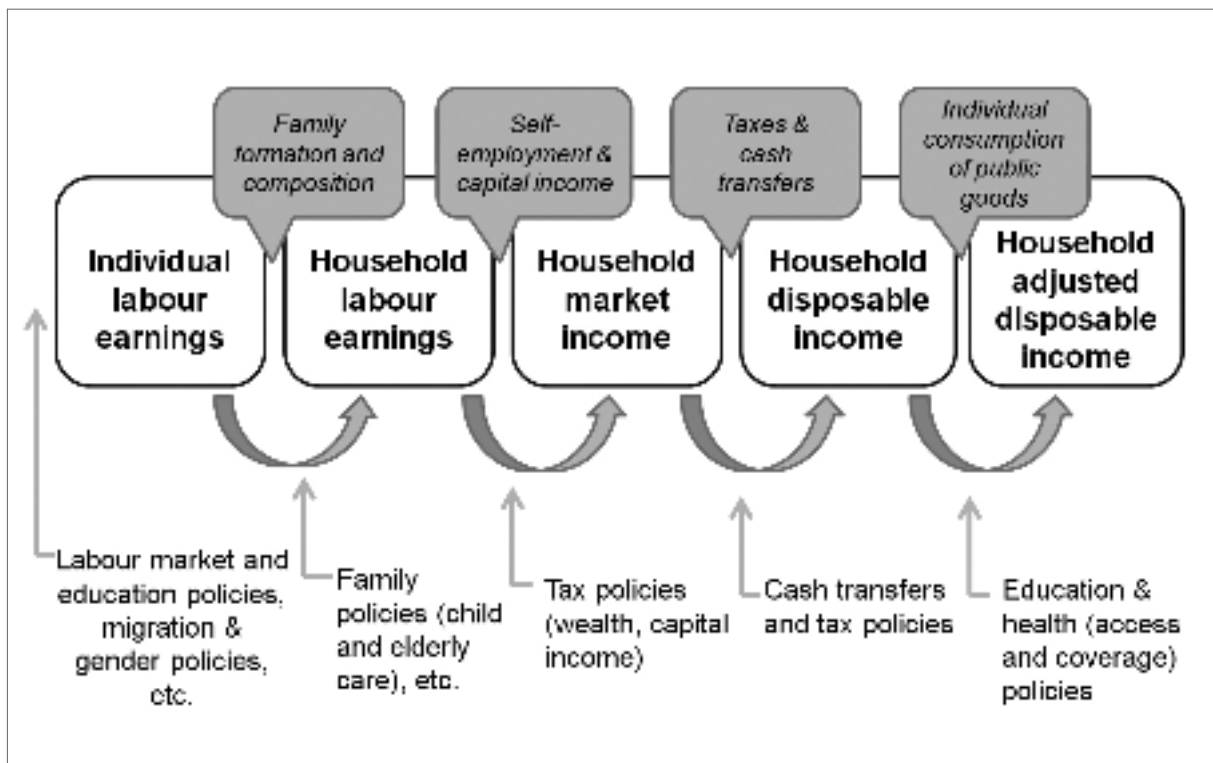 Family
formation and
composition
Self-
employment &
capital income
Taxes &
cash
transfers
Individual
consumption
of public
goods
Individual
labour
earnings
Household
labour
earnings
Household
market
income
Household
disposable
income
Household
adjusted
disposable
income
Labour market and
education policies,
migration &
gender policies,
etc.
Family
policies (child
and elderly
care), etc.
Tax policies
(wealth, capital
income)
Cash transfers
and tax policies
Education &
health (access
and coverage)
policies